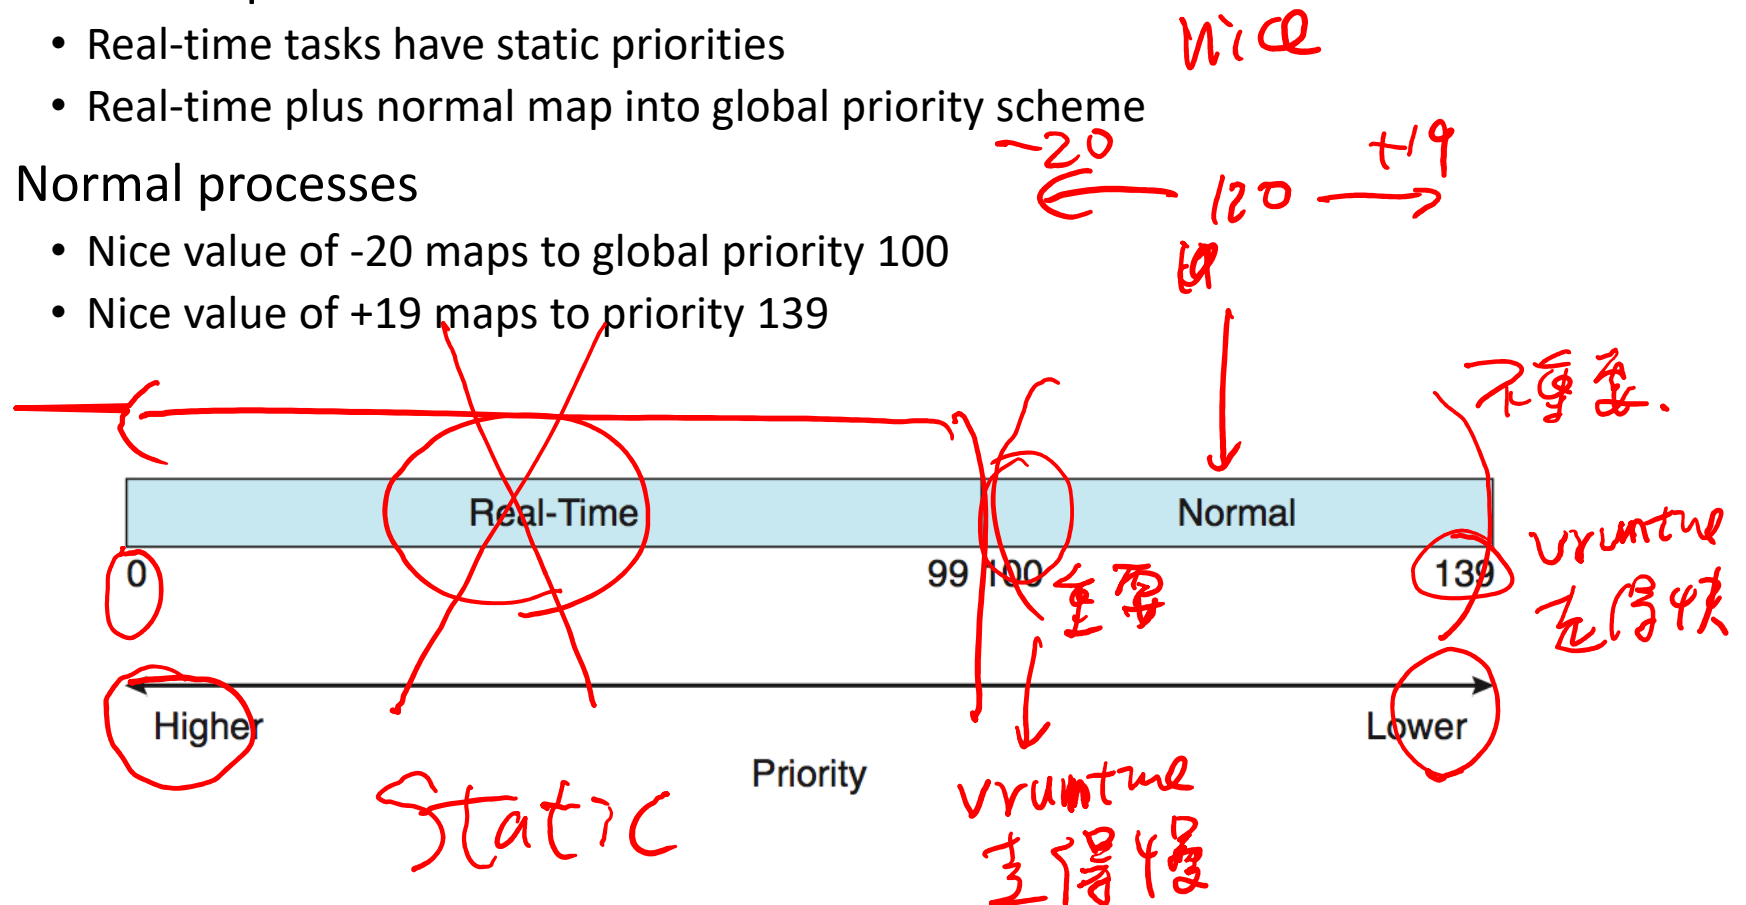 • Real-time tasks have static priorities
nice
• Real-time plus normal map into global priority scheme
-20
+19
Normal processes
120
• Nice value of -20 maps to global priority 100
• Nice value of +19 maps to priority 139
不重要.
Real-Time
Normal
0
99
100
139
重要
vruntime
走得快
Higher
Lower
Priority
Static
vruntime
走得慢